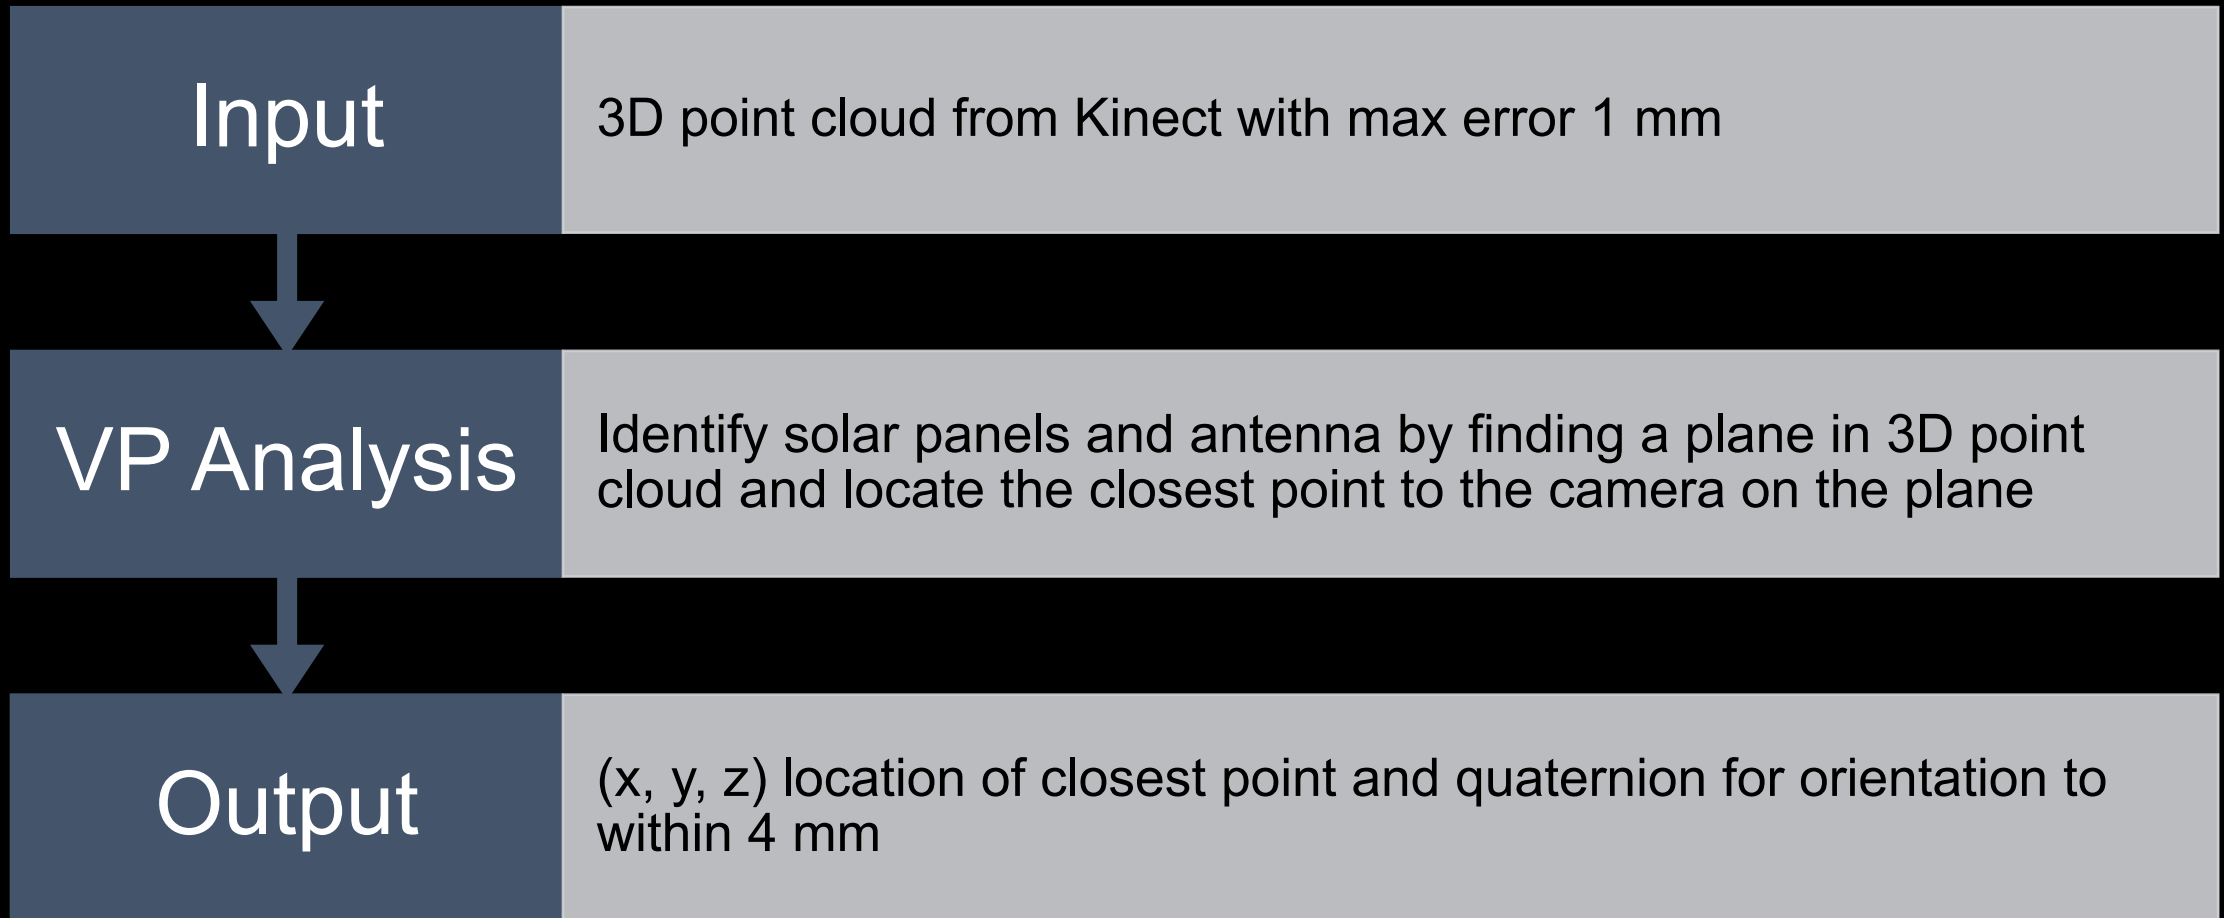 Input
3D point cloud from Kinect with max error 1 mm
VP Analysis
Identify solar panels and antenna by finding a plane in 3D point
cloud and locate the closest point to the camera on the plane
Output
(x, y, z) location of closest point and quaternion for orientation to
within 4 mm